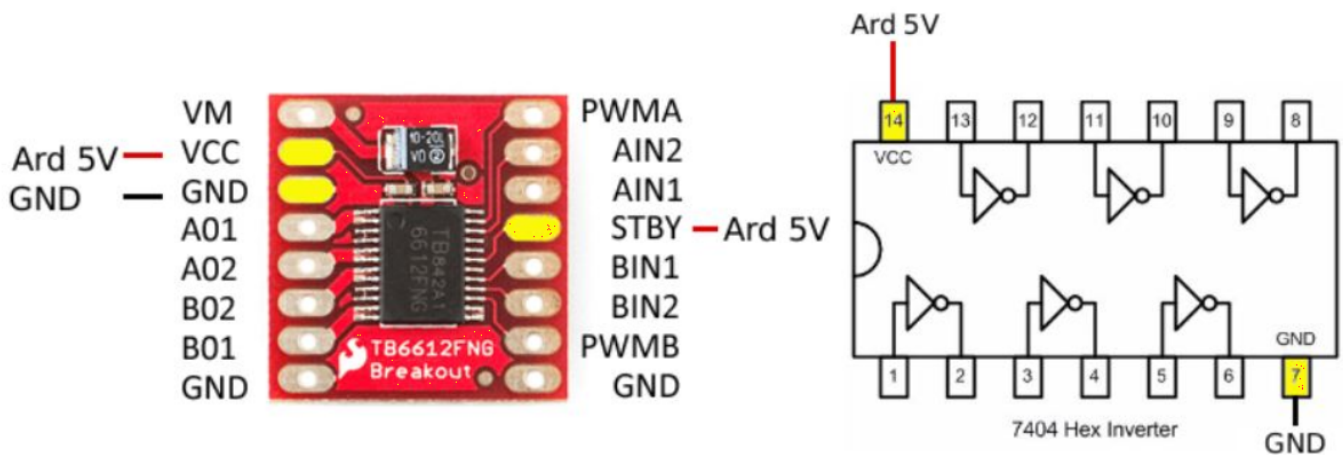 VM
Ard 5V VCC
GND GND
A01
A02
B02
B01
GND
10-20L
V0 2
TB842A1
6612FNG
TB6612FNG
Breakout
PWMA
AIN2
AIN1
STBY Ard 5V
BIN1
BIN2
PWMB
GND
Ard 5V
14 13 12 11 10 9 8
VCC
GND
1 2 3 4 5 6 7
7404 Hex Inverter
GND